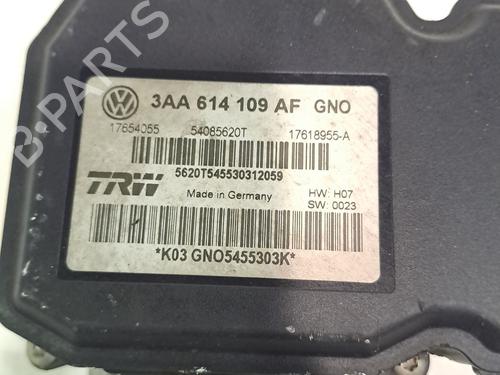 B-PARTS
3AA 614 109 AF GNO
17654055 54085620T 17618955-A
5620T545530312059
TRW Made in Germany HW: H07
SW: 0023
*K03 GNO5455303K*